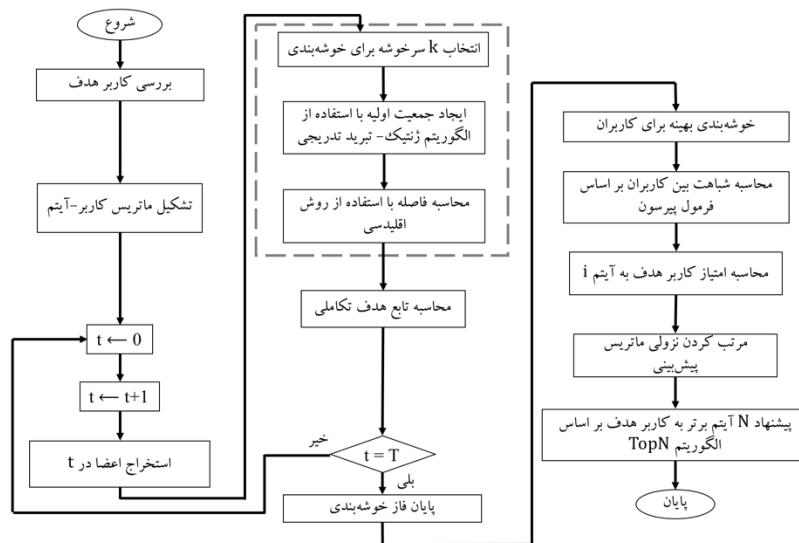 شروع
بررسی کاربر هدف
تشکیل ماتریس کاربر-آیتم
t ← 0
t ← t+1
استخراج اعضا در t
انتخاب k سرخوشه برای خوشه‌بندی
ایجاد جمعیت اولیه با استفاده از
الگوریتم ژنتیک- تبرید تدریجی
محاسبه فاصله با استفاده از روش
اقلیدسی
محاسبه تابع هدف تکاملی
t = T
خیر
بلی
پایان فاز خوشه‌بندی
خوشه‌بندی بهینه برای کاربران
محاسبه شباهت بین کاربران بر اساس
فرمول پیرسون
محاسبه امتیاز کاربر هدف به آیتم i
مرتب کردن نزولی ماتریس
پیش‌بینی
پیشنهاد N آیتم برتر به کاربر هدف بر اساس
الگوریتم TopN
پایان